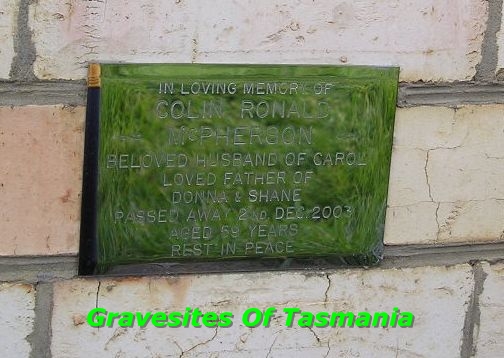 IN LOVING MEMORY OF
COLIN RONALD
McPHERSON
BELOVED HUSBAND OF CAROL
LOVED FATHER OF
DONNA & SHANE
PASSED AWAY 2ND DEC. 2003
AGED 59 YEARS
REST IN PEACE
Gravesites Of Tasmania